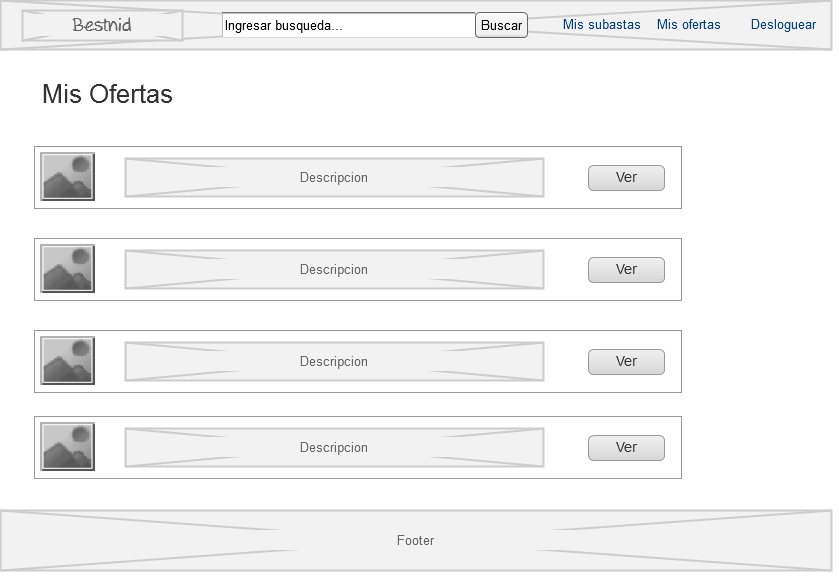 Bestnid
Ingresar busqueda...
Buscar
Mis subastas
Mis ofertas
Desloguear
Mis Ofertas
Descripcion
Ver
Descripcion
Ver
Descripcion
Ver
Descripcion
Ver
Footer